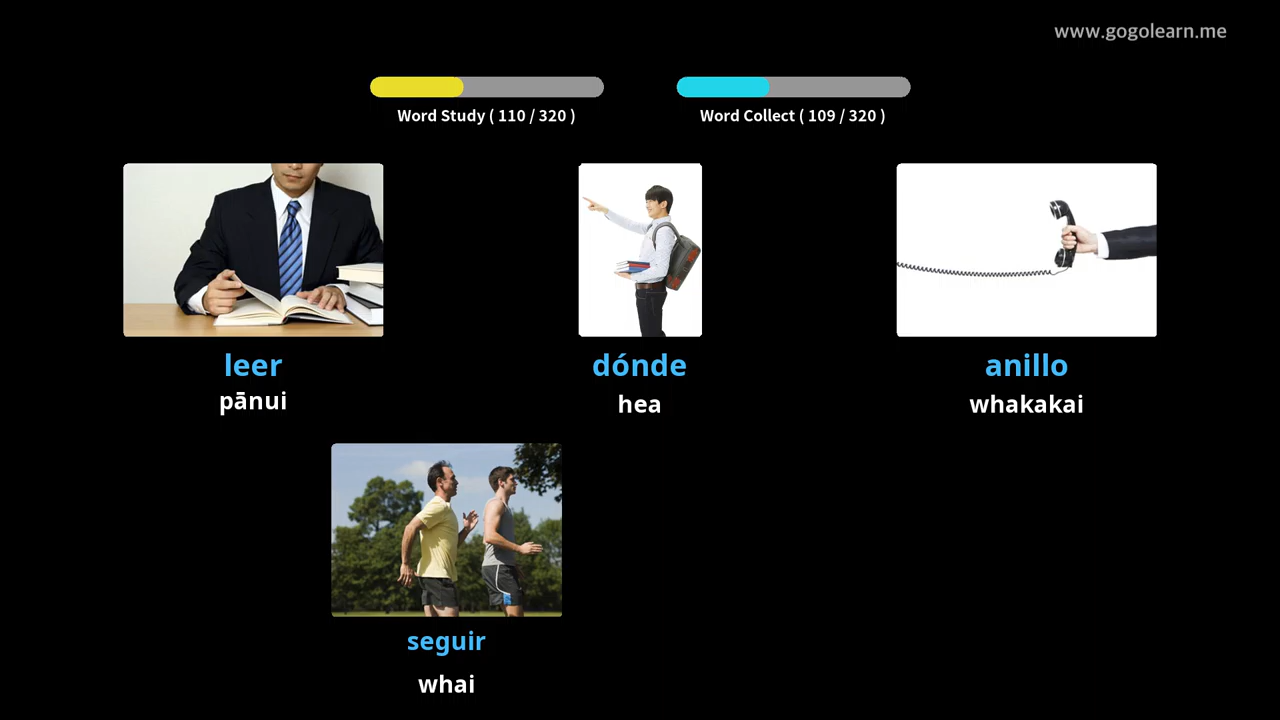 www.gogolearn.me
Word Study ( 110 / 320 )
Word Collect ( 109 / 320 )
leer
pānui
dónde
hea
anillo
whakakai
seguir
whai